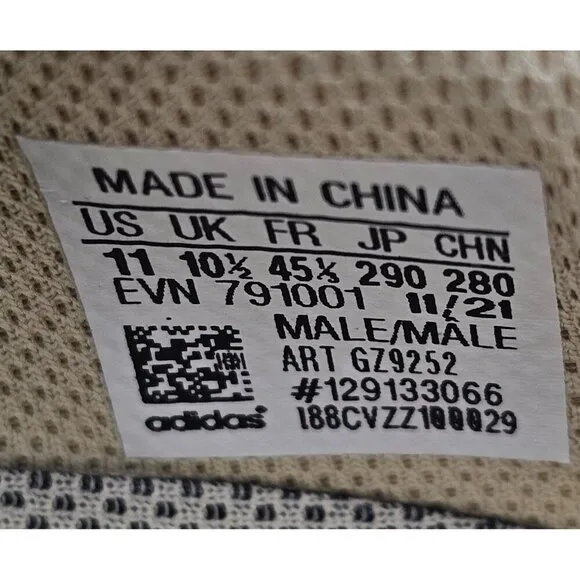 MADE IN CHINA
US UK FR JP CHN
11 10½ 45⅓ 290 280
EVN 791001 11/21
MALE/MÂLE
ART GZ9252
#129133066
adidas I88CVZZ100029